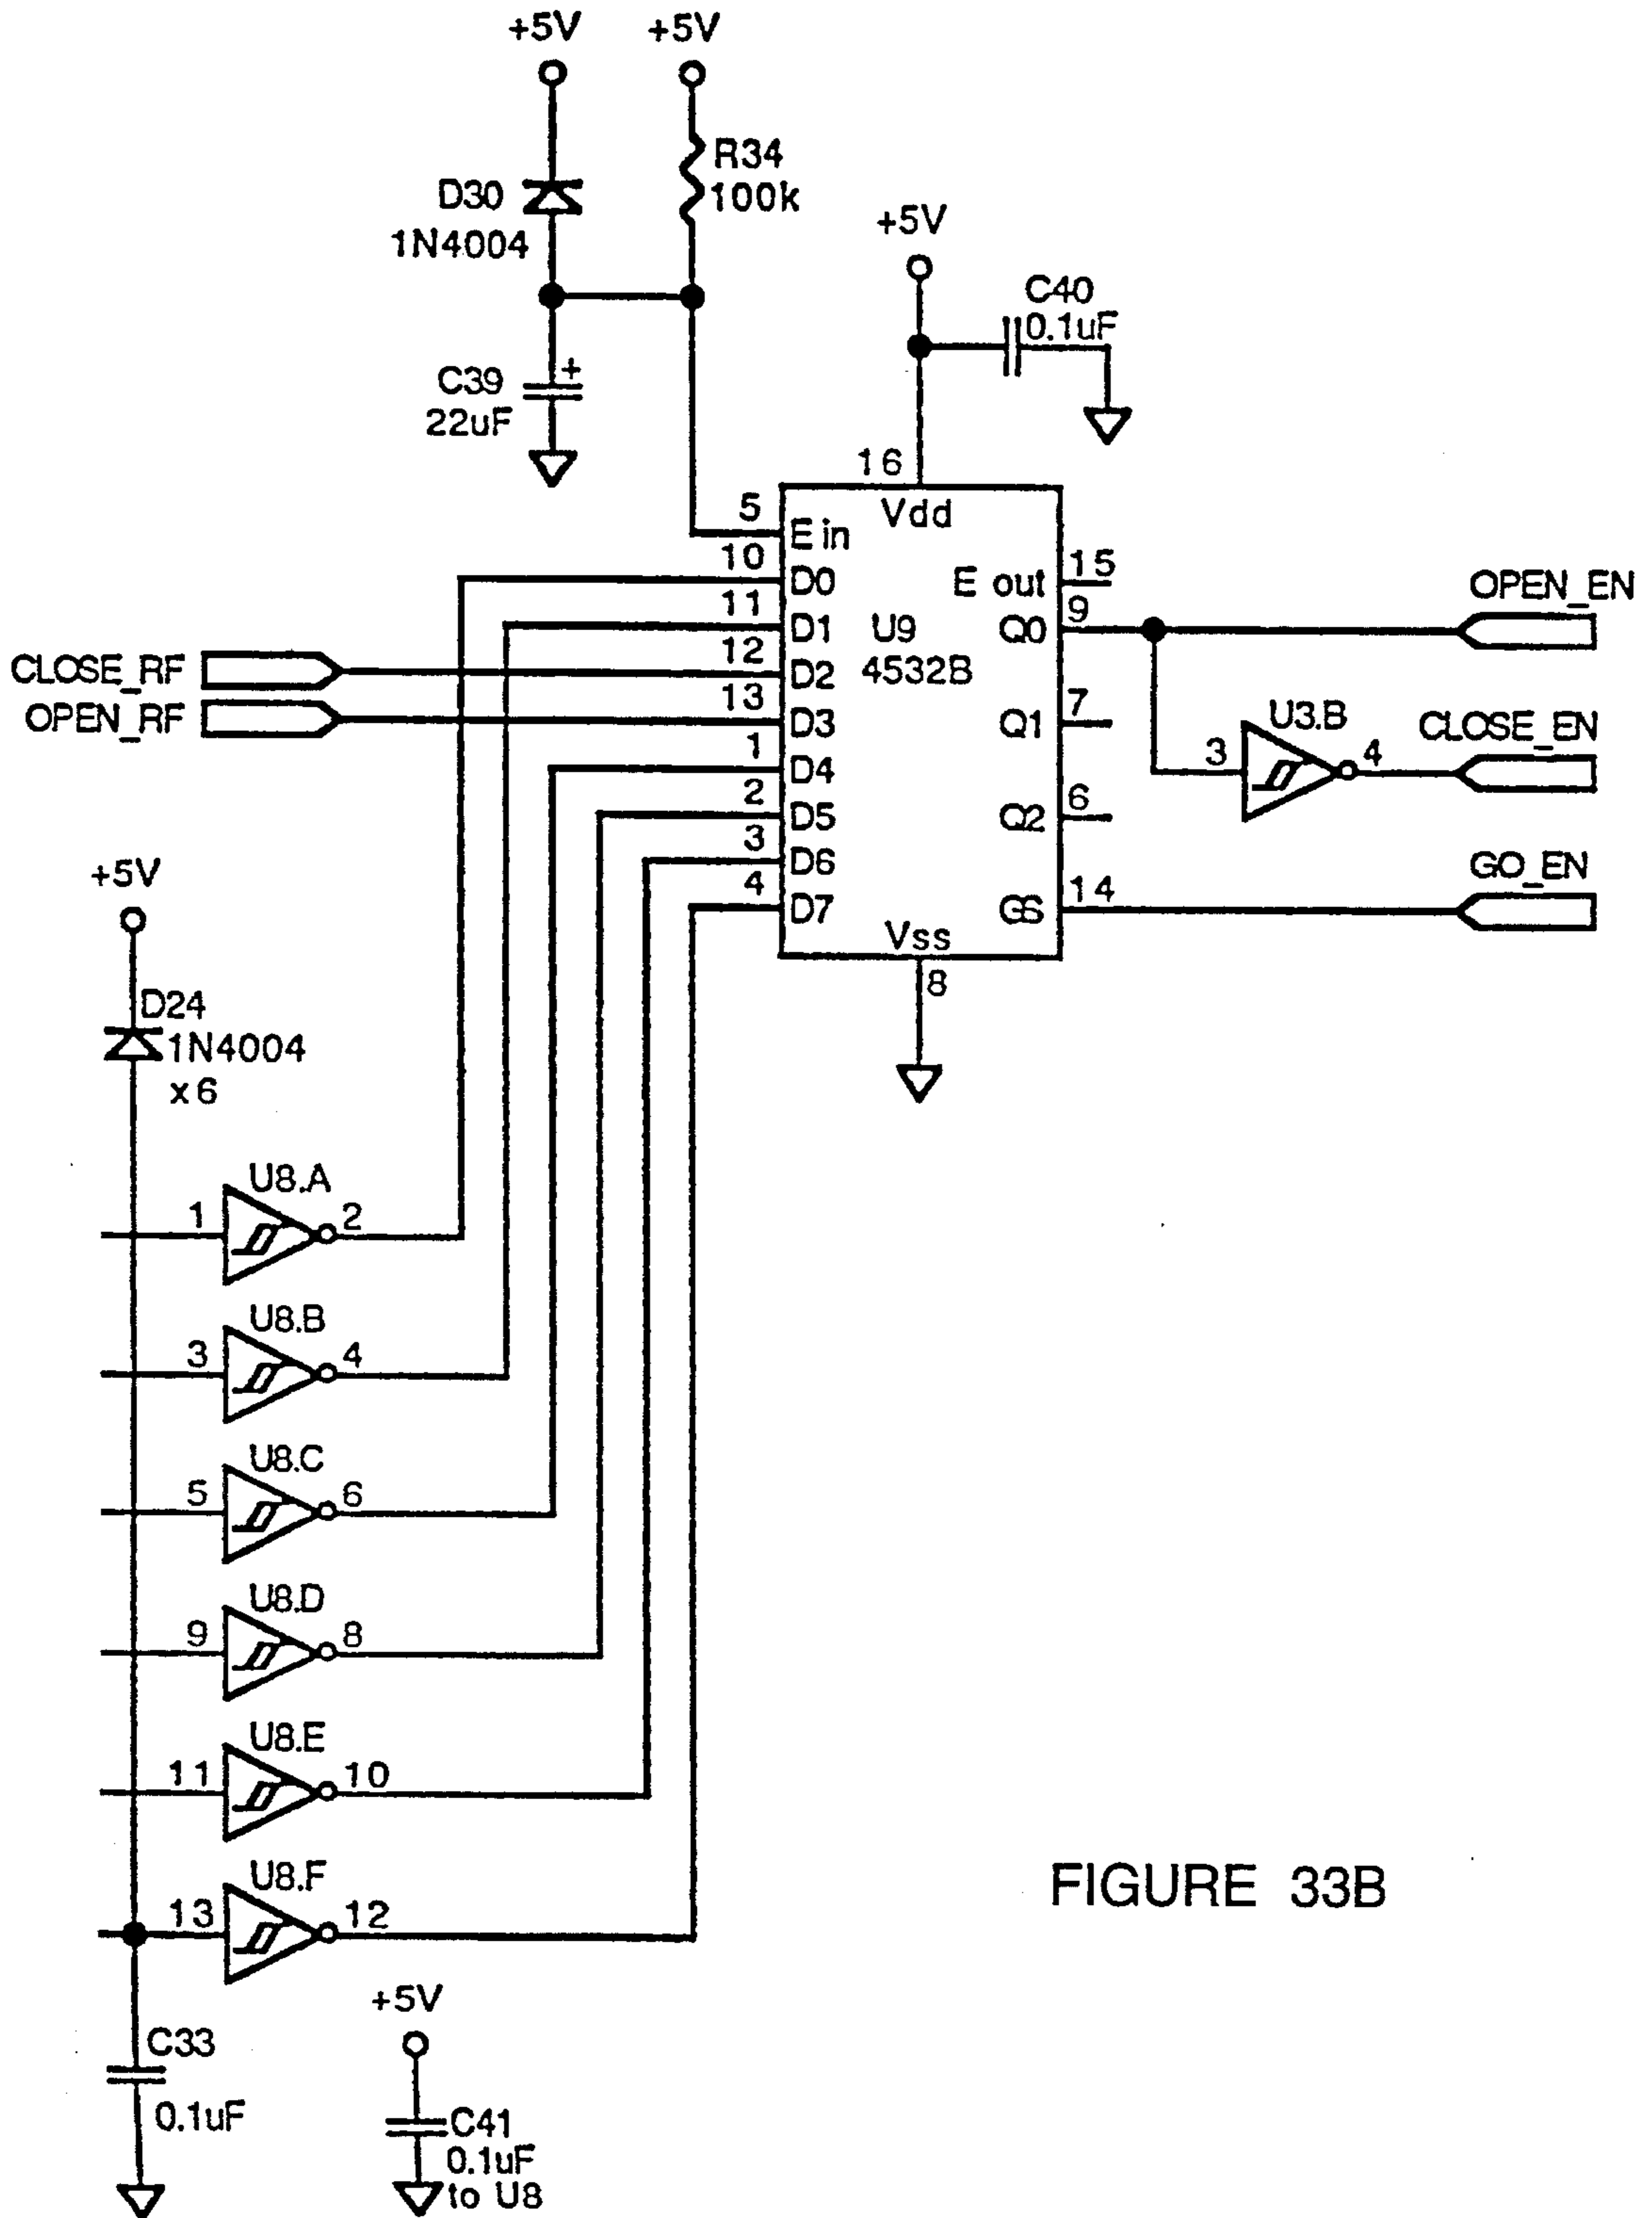 +5V +5V
R34
100k
D30
1N4004
+5V
C40
0.1uF
C39
22uF
+
16
Vdd
5
E in
10
D0
E out
15
OPEN_EN
11
D1
U9
4532B
Q0
9
CLOSE_RF
12
D2
OPEN_RF
13
D3
Q1
7
U3.B
3
4
CLOSE_EN
1
D4
2
D5
Q2
6
3
D6
GO_EN
4
D7
GS
14
Vss
8
+5V
D24
1N4004
x6
U8.A
1
2
U8.B
3
4
U8.C
5
6
U8.D
9
8
U8.E
11
10
U8.F
13
12
FIGURE 33B
+5V
C33
0.1uF
C41
0.1uF
to U8